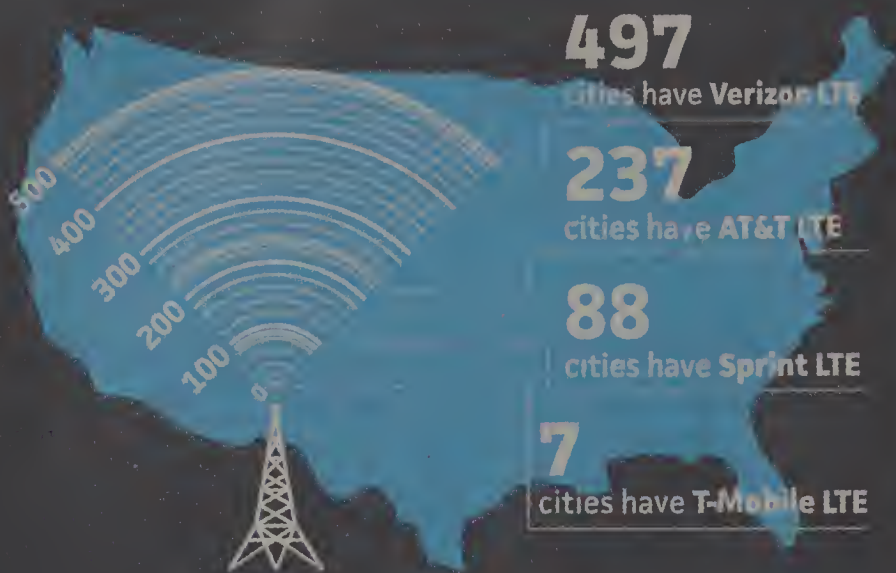 497
cities have Verizon LTE
237
cities have AT&T LTE
88
cities have Sprint LTE
7
cities have T-Mobile LTE
500
400
300
200
100
0